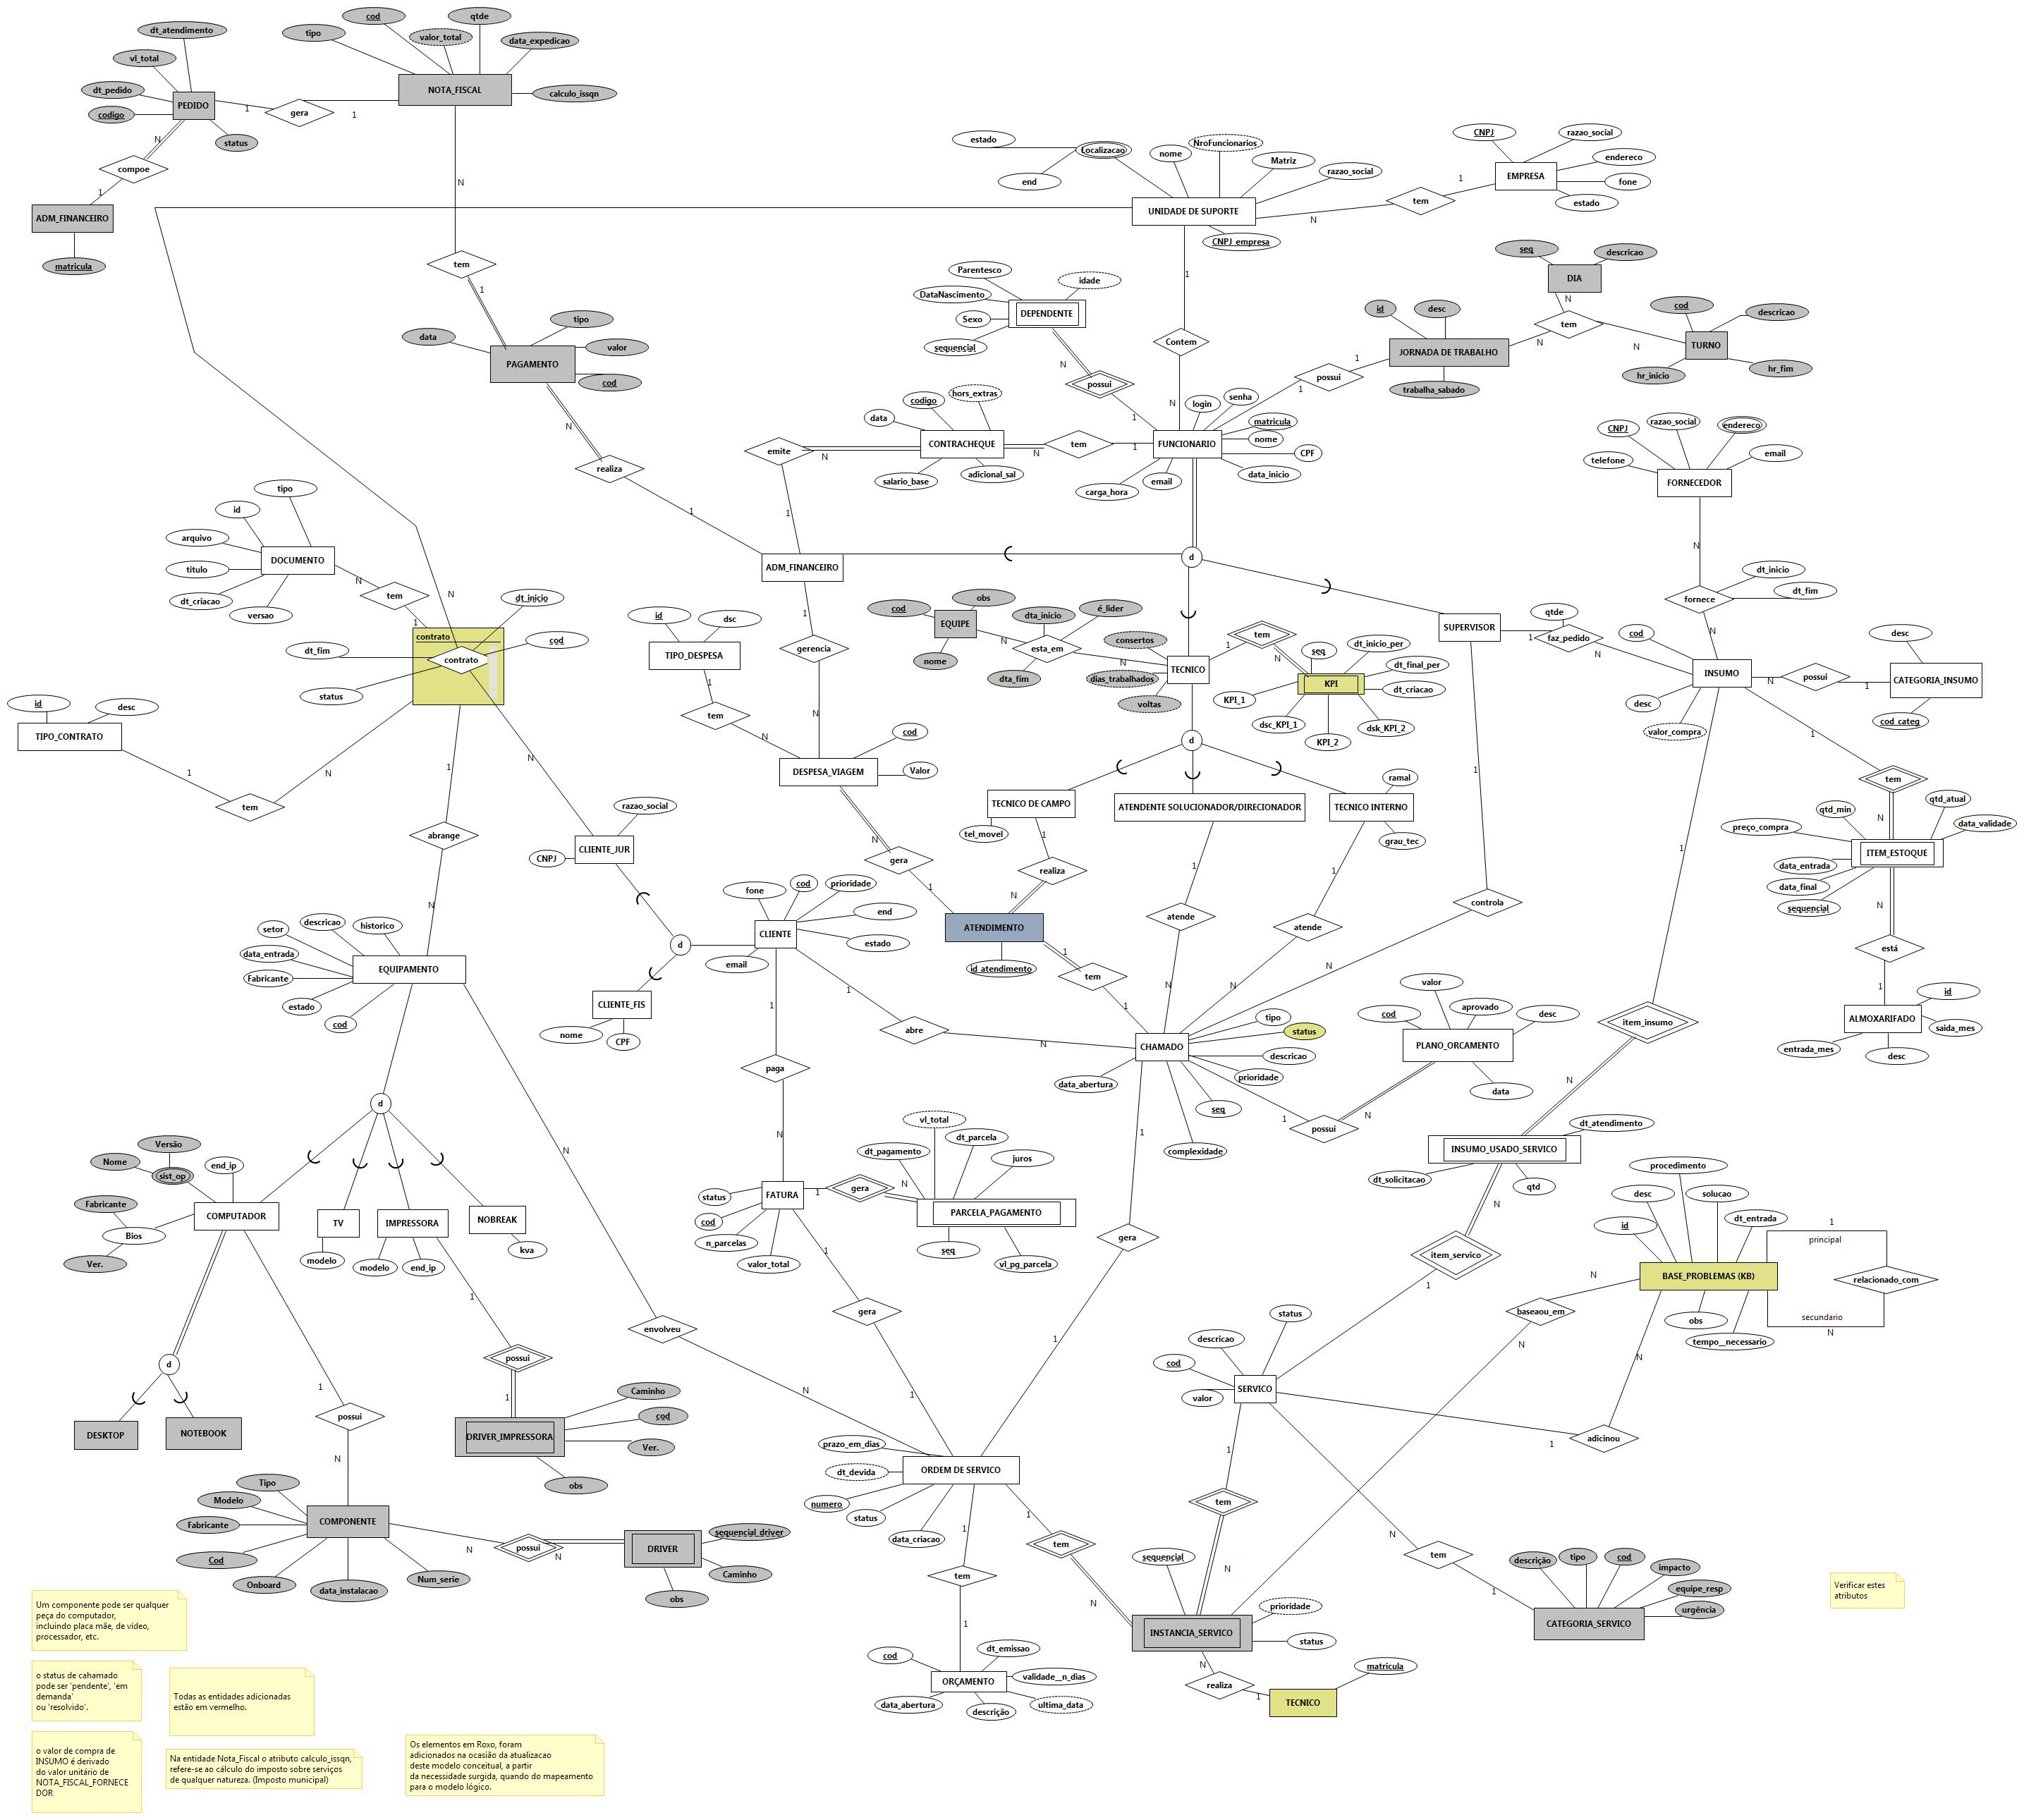 cod
qtde
tipo
valor_total
data_expedicao
dt_atendimento
vl_total
dt_pedido
codigo
PEDIDO
status
1
gera
1
NOTA_FISCAL
calculo_issqn
N
compoe
1
ADM_FINANCEIRO
matricula
N
tem
1
estado
Localizacao
end
nome
NroFuncionarios
Matriz
razao_social
UNIDADE DE SUPORTE
CNPJ_empresa
N
tem
1
CNPJ
razao_social
endereco
EMPRESA
fone
estado
1
Contem
N
seq
descricao
DIA
N
tem
N
N
cod
descricao
TURNO
hr_inicio
hr_fim
id
desc
JORNADA DE TRABALHO
trabalha_sabado
1
possui
1
Parentesco
idade
DataNascimento
DEPENDENTE
Sexo
sequencial
N
possui
1
data
tipo
PAGAMENTO
valor
cod
N
realiza
1
codigo
hors_extras
data
CONTRACHEQUE
salario_base
adicional_sal
N
tem
1
emite
N
1
login
senha
matricula
FUNCIONARIO
nome
CPF
data_inicio
email
carga_hora
CNPJ
razao_social
endereco
telefone
email
FORNECEDOR
N
fornece
dt_inicio
dt_fim
N
tipo
id
arquivo
DOCUMENTO
titulo
dt_criacao
versao
N
tem
1
N
dt_inicio
contrato
cod
dt_fim
contrato
status
id
desc
TIPO_CONTRATO
1
tem
N
1
abrange
N
N
ADM_FINANCEIRO
d
1
gerencia
N
id
dsc
TIPO_DESPESA
1
tem
N
cod
DESPESA_VIAGEM
Valor
N
gera
1
cod
obs
EQUIPE
nome
N
dta_inicio
é_lider
esta_em
dta_fim
N
consertos
TECNICO
dias_trabalhados
voltas
1
tem
N
seq
dt_inicio_per
dt_final_per
KPI
dt_criacao
KPI_1
dsc_KPI_1
dsk_KPI_2
KPI_2
SUPERVISOR
1
qtde
faz_pedido
N
1
controla
N
cod
INSUMO
desc
valor_compra
N
possui
1
desc
CATEGORIA_INSUMO
cod_categ
1
tem
N
d
TECNICO DE CAMPO
tel_movel
ATENDENTE SOLUCIONADOR/DIRECIONADOR
TECNICO INTERNO
ramal
grau_tec
1
realiza
N
1
atende
N
1
atende
N
qtd_min
qtd_atual
preço_compra
data_validade
ITEM_ESTOQUE
data_entrada
data_final
sequencial
N
está
1
id
ALMOXARIFADO
saida_mes
entrada_mes
desc
razao_social
CLIENTE_JUR
CNPJ
d
CLIENTE_FIS
nome
CPF
fone
cod
prioridade
CLIENTE
end
estado
email
1
abre
N
1
paga
N
ATENDIMENTO
id_atendimento
1
tem
1
tipo
status
CHAMADO
descricao
data_abertura
prioridade
seq
complexidade
1
possui
N
valor
cod
aprovado
desc
PLANO_ORCAMENTO
data
1
item_insumo
N
dt_atendimento
INSUMO_USADO_SERVICO
dt_solicitacao
qtd
N
item_servico
1
descricao
historico
setor
data_entrada
EQUIPAMENTO
Fabricante
estado
cod
d
N
envolveu
N
Versão
Nome
sist_op
end_ip
Fabricante
COMPUTADOR
Bios
Ver.
TV
modelo
IMPRESSORA
modelo
end_ip
NOBREAK
kva
1
possui
1
Caminho
cod
DRIVER_IMPRESSORA
Ver.
obs
d
DESKTOP
NOTEBOOK
1
possui
N
Tipo
Modelo
Fabricante
COMPONENTE
Cod
Onboard
data_instalacao
Num_serie
N
possui
N
sequencial_driver
DRIVER
Caminho
obs
status
FATURA
cod
n_parcelas
valor_total
1
gera
N
vl_total
dt_pagamento
dt_parcela
juros
PARCELA_PAGAMENTO
seq
vl_pg_parcela
1
gera
1
1
gera
1
prazo_em_dias
dt_devida
ORDEM DE SERVICO
numero
status
data_criacao
1
tem
1
cod
dt_emissao
validade__n_dias
ORÇAMENTO
data_abertura
descrição
ultima_data
1
tem
N
status
descricao
cod
SERVICO
valor
1
tem
N
1
adicinou
N
N
tem
1
procedimento
desc
solucao
id
dt_entrada
BASE_PROBLEMAS (KB)
obs
tempo__necessario
1
principal
relacionado_com
secundario
N
N
baseaou_em
N
sequencial
prioridade
INSTANCIA_SERVICO
status
N
realiza
1
matricula
TECNICO
descrição
tipo
cod
impacto
equipe_resp
CATEGORIA_SERVICO
urgência
Verificar estes
atributos
Um componente pode ser qualquer
peça do computador,
incluindo placa mãe, de vídeo,
processador, etc.
o status de cahamado
pode ser 'pendente', 'em
demanda'
ou 'resolvido'.
Todas as entidades adicionadas
estão em vermelho.
o valor de compra de
INSUMO é derivado
do valor unitário de
NOTA_FISCAL_FORNECE
DOR
Na entidade Nota_Fiscal o atributo calculo_issqn,
refere-se ao cálculo do imposto sobre serviços
de qualquer natureza. (Imposto municipal)
Os elementos em Roxo, foram
adicionados na ocasião da atualizacao
deste modelo conceitual, a partir
da necessidade surgida, quando do mapeamento
para o modelo lógico.